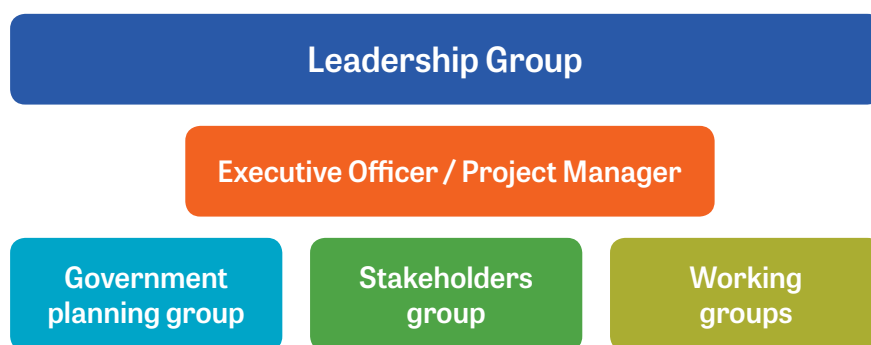 Leadership Group
Executive Officer / Project Manager
Government
planning group
Stakeholders
group
Working
groups